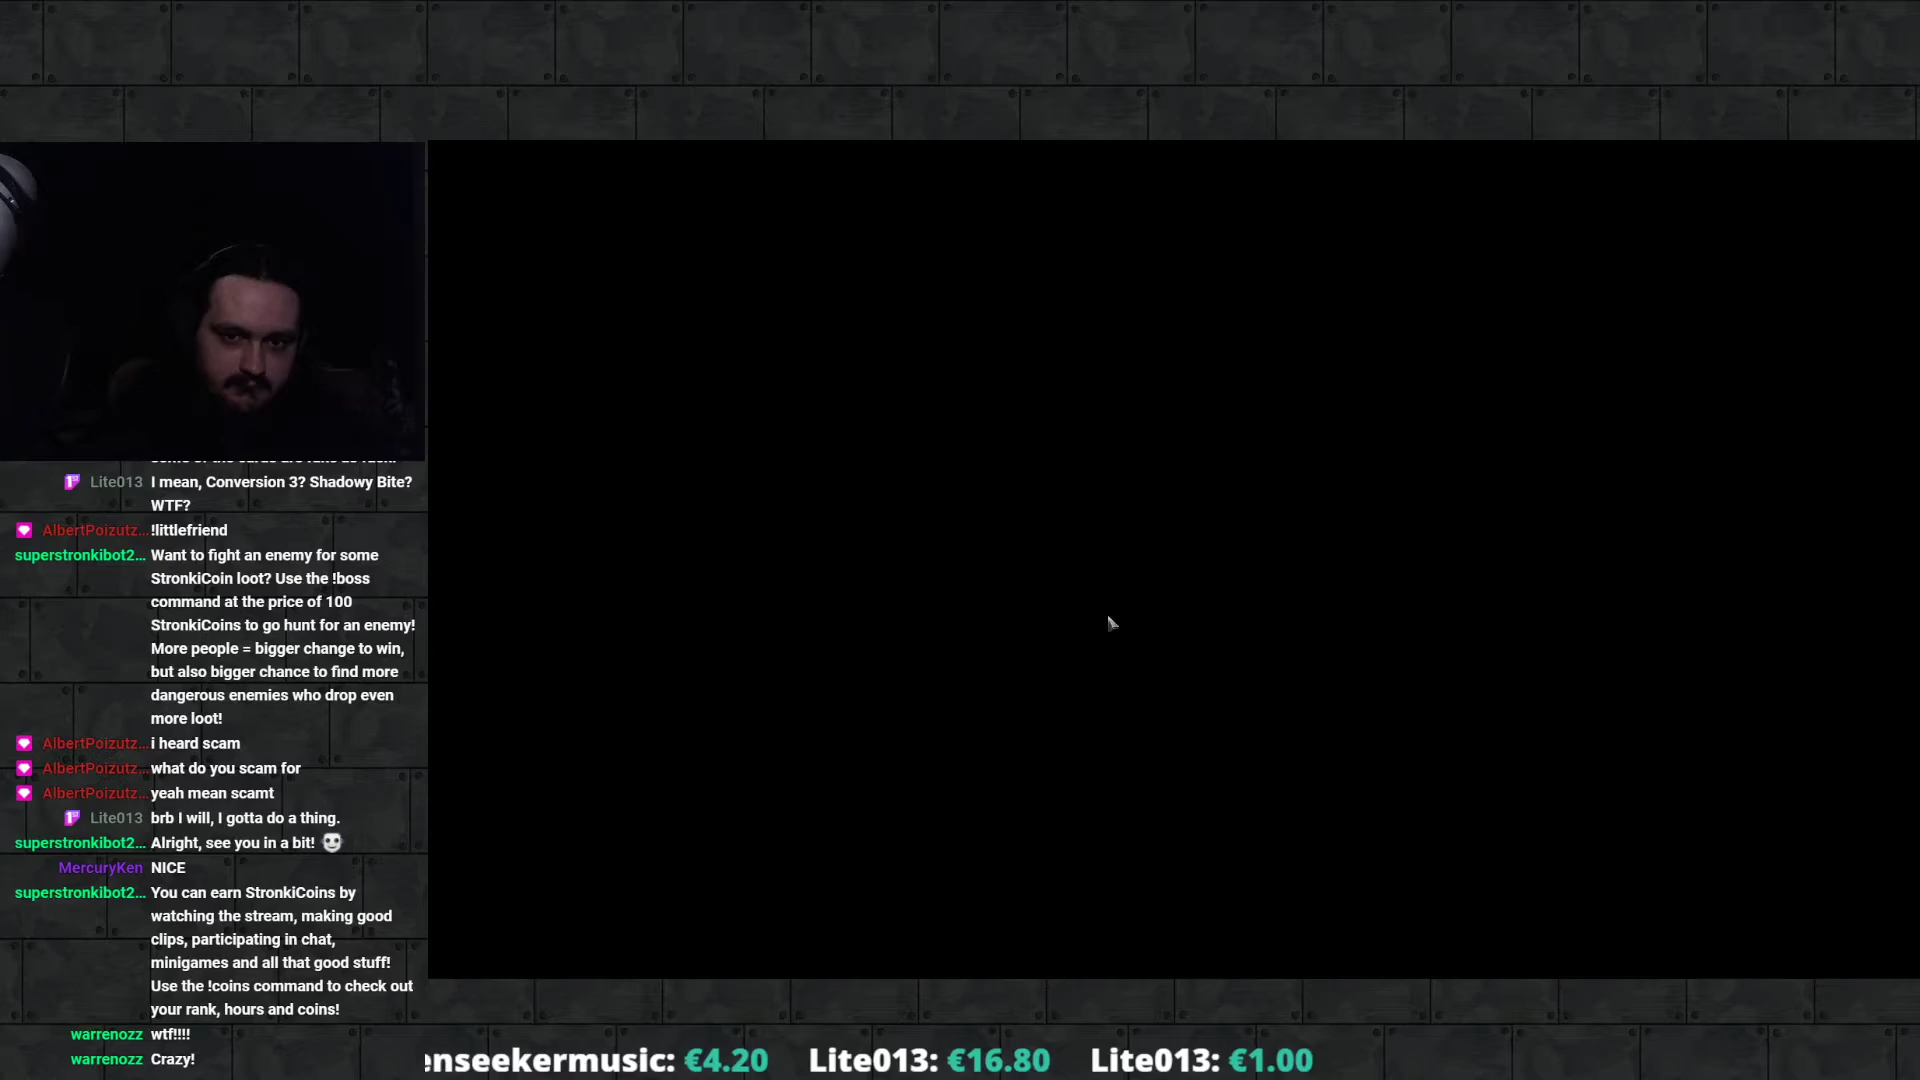 Lite013 I mean, Conversion 3? Shadowy Bite?
WTF?
AlbertPoizutz... !littlefriend
superstronkibot2... Want to fight an enemy for some
StronkiCoin loot? Use the !boss
command at the price of 100
StronkiCoins to go hunt for an enemy!
More people = bigger change to win,
but also bigger chance to find more
dangerous enemies who drop even
more loot!
AlbertPoizutz... i heard scam
AlbertPoizutz... what do you scam for
AlbertPoizutz... yeah mean scamt
Lite013 brb I will, I gotta do a thing.
superstronkibot2... Alright, see you in a bit!
MercuryKen NICE
superstronkibot2... You can earn StronkiCoins by
watching the stream, making good
clips, participating in chat,
minigames and all that good stuff!
Use the !coins command to check out
your rank, hours and coins!
warrenozz wtf!!!!
warrenozz Crazy!
enseekermusic: €4.20 Lite013: €16.80 Lite013: €1.00